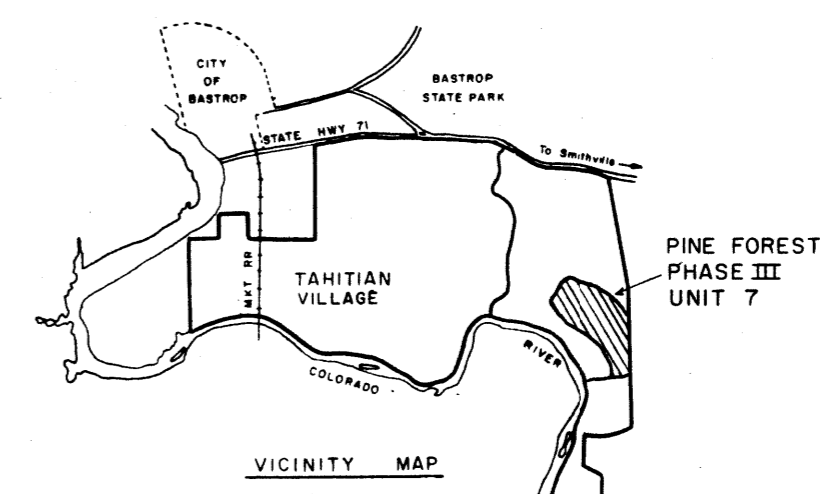 CITY
OF
BASTROP
BASTROP
STATE PARK
STATE HWY 71
To Smithville
PINE FOREST
PHASE III
UNIT 7
MKT RR
TAHITIAN
VILLAGE
RIVER
COLORADO
VICINITY MAP